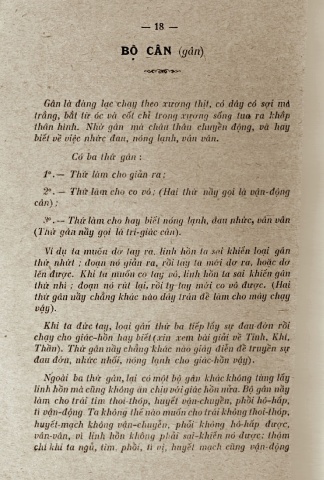 — 18 —
BỘ CÂN (gân)
Gân là đàng lạc chạy theo xương thịt, có dây có sợi mà
trắng, bắt từ óc và cốt chỉ trong xương sống tua ra khắp
thân hình. Nhờ gân mà chân thân chuyển động, và hay
biết về việc nhức đau, nóng lạnh, vân vân.
Có ba thứ gân :
1º.— Thứ làm cho giãn ra ;
2º. — Thứ làm cho co vô ; (Hai thứ nầy gọi là vận-động
cân) ;
3º. — Thứ làm cho hay biết nóng lạnh, đau nhức, vân vân
(Thứ gân nầy gọi là tri-giác cân).
Ví dụ ta muốn dơ tay ra, linh hồn ta sai khiến loại gân
thứ nhứt ; đoạn nó giãn ra, rồi tay ta mới dơ ra, hoặc dơ
lên được. Khi ta muốn co tay vô, linh hồn ta sai khiến gân
thứ nhì ; đoạn nó rút lại, rồi tay ta mới co vô được. (Hai
thứ gân nầy chẳng khác nào dây trân để làm cho máy chạy
vậy).
Khi ta đức tay, loại gân thứ ba tiếp lấy sự đau-đớn rồi
chạy cho giác-hồn hay biết (xin xem bài giải về Tinh, Khí,
Thần). Thứ gân nầy chẳng khác nào giây điển để truyền sự
đau đớn, nhức nhối, nóng lạnh cho giác-hồn vậy).
Ngoài ba thứ gân, lại có một bộ gân khác không tùng lấy
linh hồn mà cũng không ăn chịu với giác hồn nữa. Bộ gân nầy
làm cho trái tim thoi-thóp, huyết vận-chuyển, phổi hô-hấp,
tì vận-động Ta không thể nào muốn cho trái không thoi-thóp,
huyết-mạch không vận-chuyển, phổi không hô-hấp được,
vân-vân, vì linh hồn không phải sai-khiến nó được; thậm
chí khi ta ngủ, tim, phổi, tì vị, huyết mạch cũng vận-động